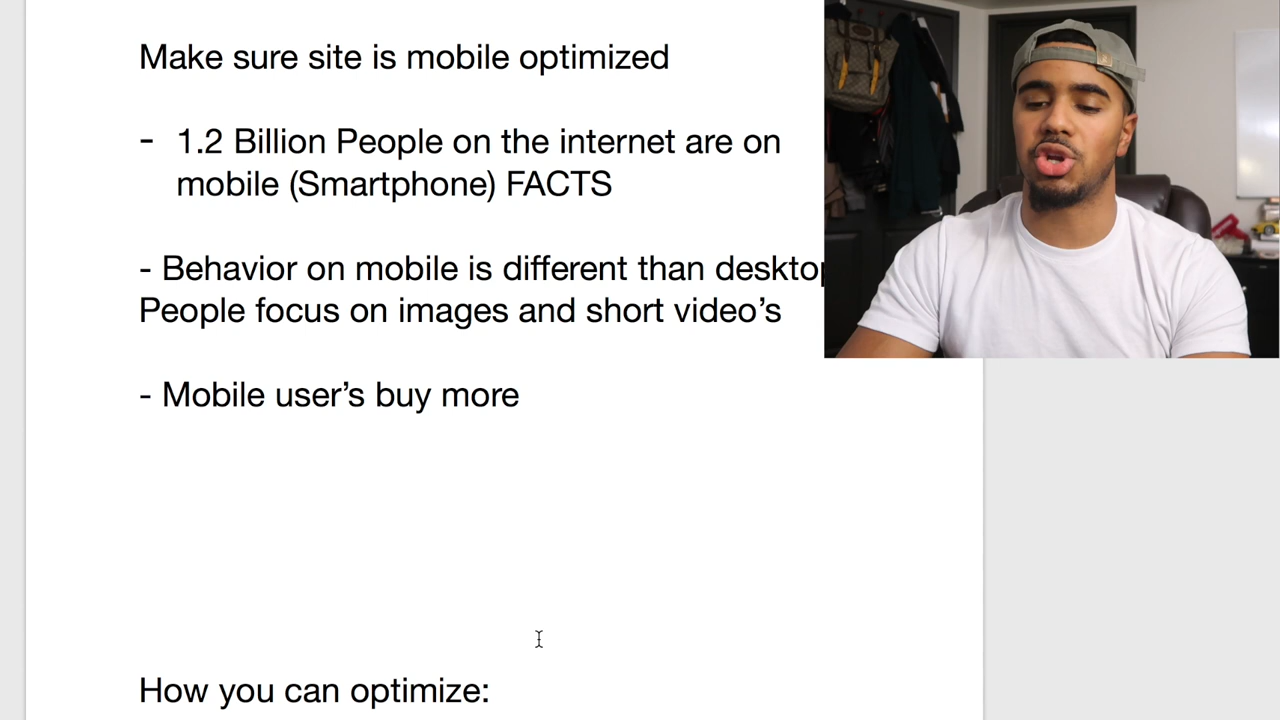 Make sure site is mobile optimized
- 1.2 Billion People on the internet are on
mobile (Smartphone) FACTS
- Behavior on mobile is different than desktop
People focus on images and short video’s
- Mobile user’s buy more
How you can optimize: